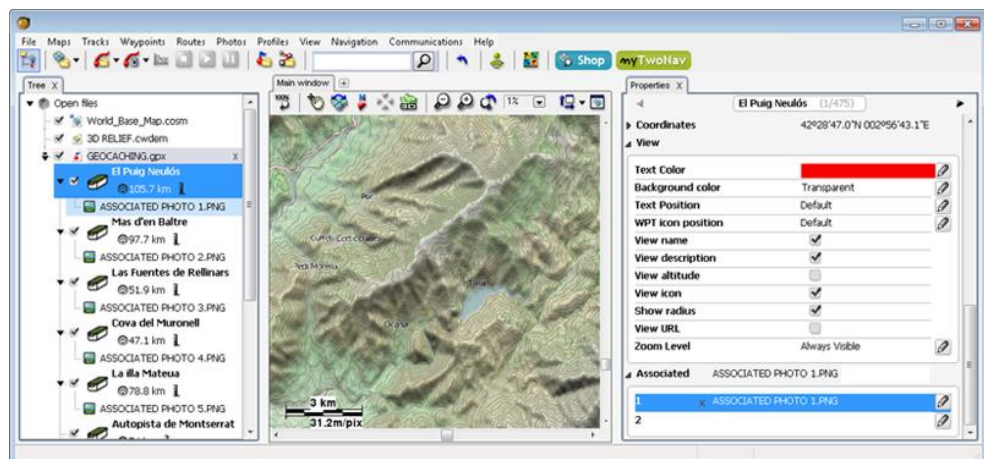 File Maps Tracks Waypoints Routes Photos Profiles View Navigation Communications Help
Shop myTwoNav
Tree X
Open files
World_Base_Map.cosm
3D RELIEF.cwdem
GEOCACHING.gpx x
El Puig Neulós
105.7 km
ASSOCIATED PHOTO 1.PNG
Mas d'en Baltre
97.7 km
ASSOCIATED PHOTO 2.PNG
Las Fuentes de Rellinars
51.9 km
ASSOCIATED PHOTO 3.PNG
Cova del Muronell
47.1 km
ASSOCIATED PHOTO 4.PNG
La illa Mateua
78.8 km
ASSOCIATED PHOTO 5.PNG
Autopista de Montserrat
Main window
100%
1%
3 km
31.2m/pix
Properties X
El Puig Neulós (1/475)
Coordinates 42º28'47.0"N 002º56'43.1"E
View
Text Color
Background color Transparent
Text Position Default
WPT icon position Default
View name
View description
View altitude
View icon
Show radius
View URL
Zoom Level Always Visible
Associated ASSOCIATED PHOTO 1.PNG
1 x ASSOCIATED PHOTO 1.PNG
2